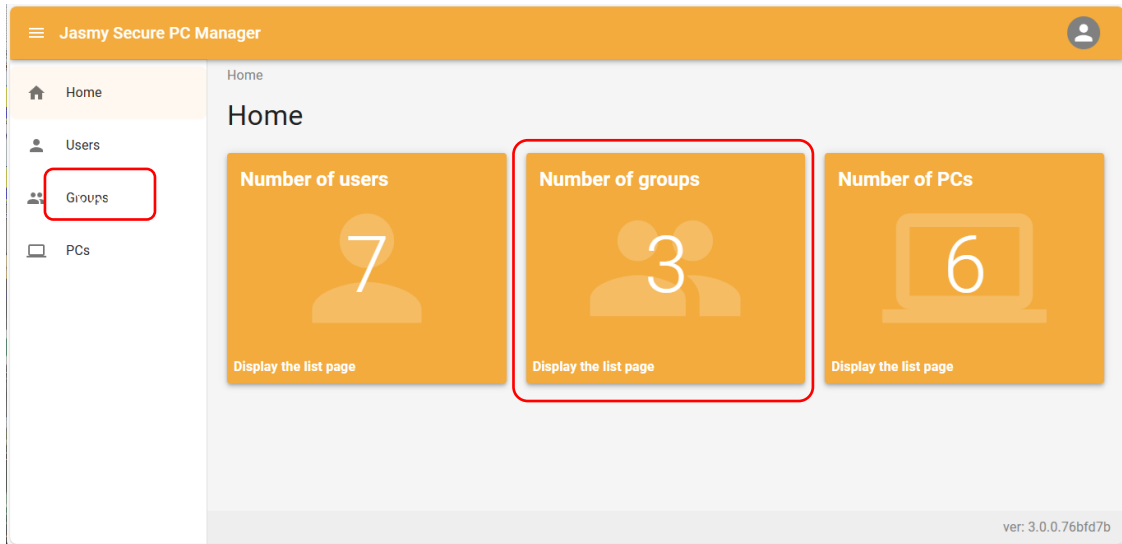 Jasmy Secure PC Manager
Home
Users
Groups
PCs
Home
Home
Number of users
7
Display the list page
Number of groups
3
Display the list page
Number of PCs
6
Display the list page
ver: 3.0.0.76bfd7b